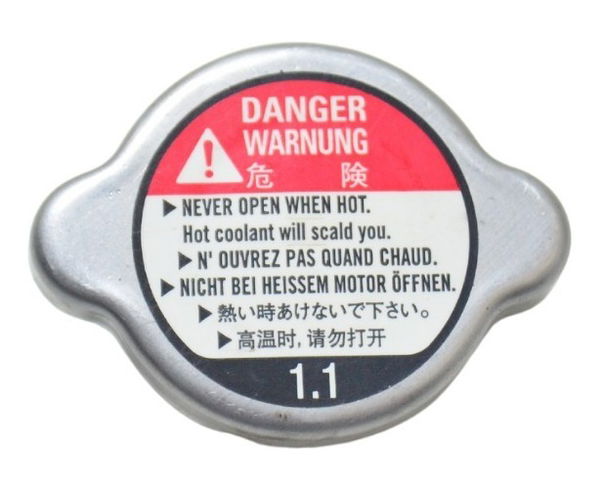 DANGER
WARNUNG
危 険
▶ NEVER OPEN WHEN HOT.
Hot coolant will scald you.
▶ N' OUVREZ PAS QUAND CHAUD.
▶ NICHT BEI HEISSEM MOTOR ÖFFNEN.
▶ 熱い時あけないで下さい。
▶ 高温时,请勿打开
1.1